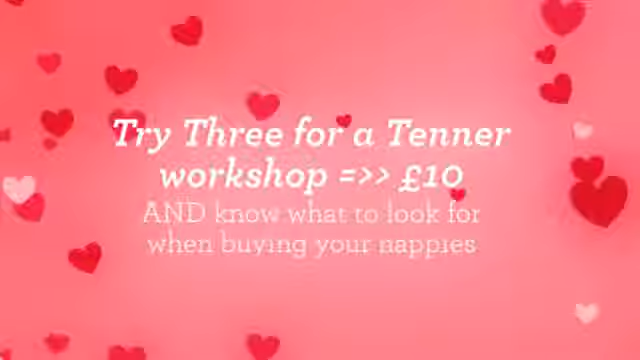 Try Three for a Tenner
workshop =>> £10
AND know what to look for
when buying your nappies